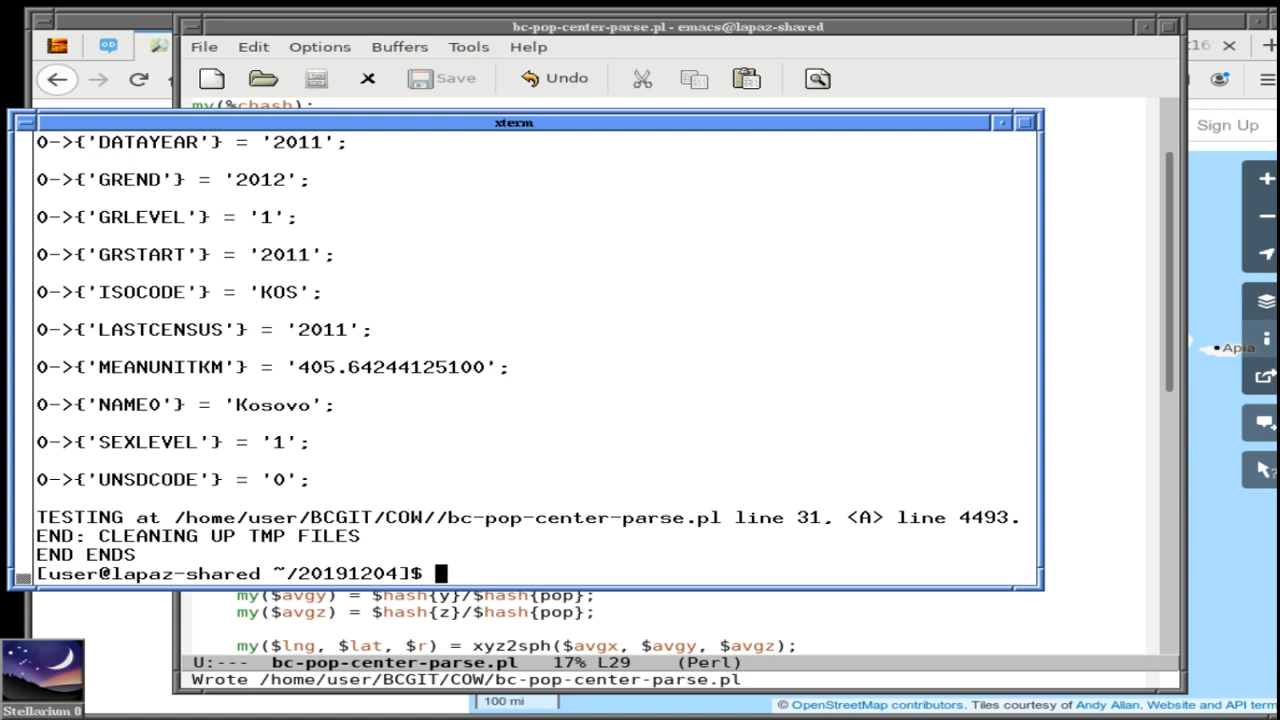 bc-pop-center-parse.pl - emacs@lapaz-shared
File Edit Options Buffers Tools Help
Save Undo
my(%chash);
xterm
0->{'DATAYEAR'} = '2011';
0->{'GREND'} = '2012';
0->{'GRLEVEL'} = '1';
0->{'GRSTART'} = '2011';
0->{'ISOCODE'} = 'KOS';
0->{'LASTCENSUS'} = '2011';
0->{'MEANUNITKM'} = '405.64244125100';
0->{'NAME0'} = 'Kosovo';
0->{'SEXLEVEL'} = '1';
0->{'UNSDCODE'} = '0';
TESTING at /home/user/BCGIT/COW//bc-pop-center-parse.pl line 31, <A> line 4493.
END: CLEANING UP TMP FILES
END ENDS
[user@lapaz-shared ~/20191204]$
my($avgy) = $hash{y}/$hash{pop};
my($avgz) = $hash{z}/$hash{pop};
my($lng, $lat, $r) = xyz2sph($avgx, $avgy, $avgz);
U:--- bc-pop-center-parse.pl 17% L29 (Perl)
Wrote /home/user/BCGIT/COW/bc-pop-center-parse.pl
Sign Up
Apia
100 mi
© OpenStreetMap contributors. Tiles courtesy of Andy Allan. Website and API term
Stellarium 0